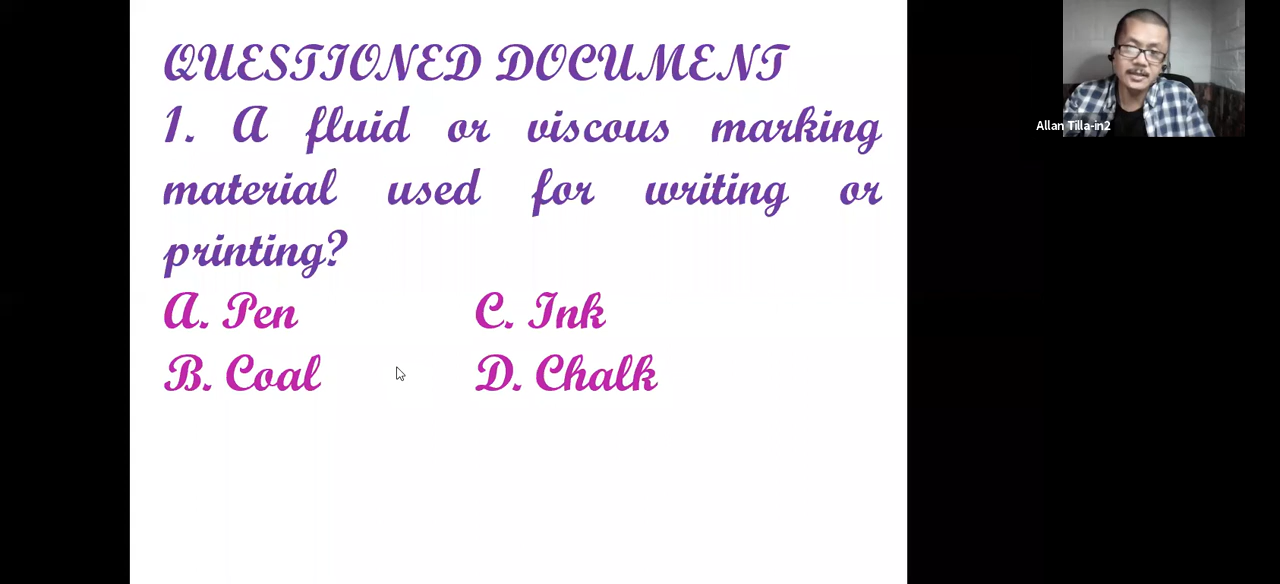 QUESTIONED DOCUMENT
1. A fluid or viscous marking
material used for writing or
printing?
A. Pen C. Ink
B. Coal D. Chalk
Allan Tilla-in2